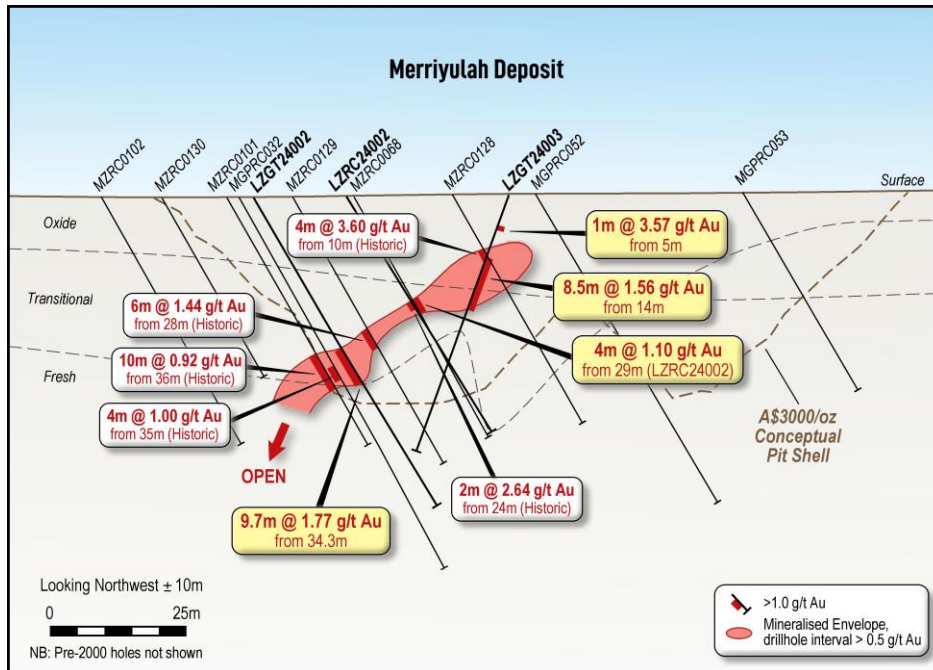 Merriyulah Deposit
MZRC0102
MZRC0130
MZRC0101
MGPRC032
LZGT24002
MZRC0129
LZRC24002
MZRC0068
MZRC0128
LZGT24003
MGPRC052
MGPRC053
Surface
Oxide
4m @ 3.60 g/t Au
from 10m (Historic)
1m @ 3.57 g/t Au
from 5m
Transitional
8.5m @ 1.56 g/t Au
from 14m
6m @ 1.44 g/t Au
from 28m (Historic)
4m @ 1.10 g/t Au
from 29m (LZRC24002)
Fresh
10m @ 0.92 g/t Au
from 36m (Historic)
4m @ 1.00 g/t Au
from 35m (Historic)
A$3000/oz
Conceptual
Pit Shell
OPEN
2m @ 2.64 g/t Au
from 24m (Historic)
9.7m @ 1.77 g/t Au
from 34.3m
Looking Northwest ± 10m
0 25m
NB: Pre-2000 holes not shown
>1.0 g/t Au
Mineralised Envelope,
drillhole interval > 0.5 g/t Au